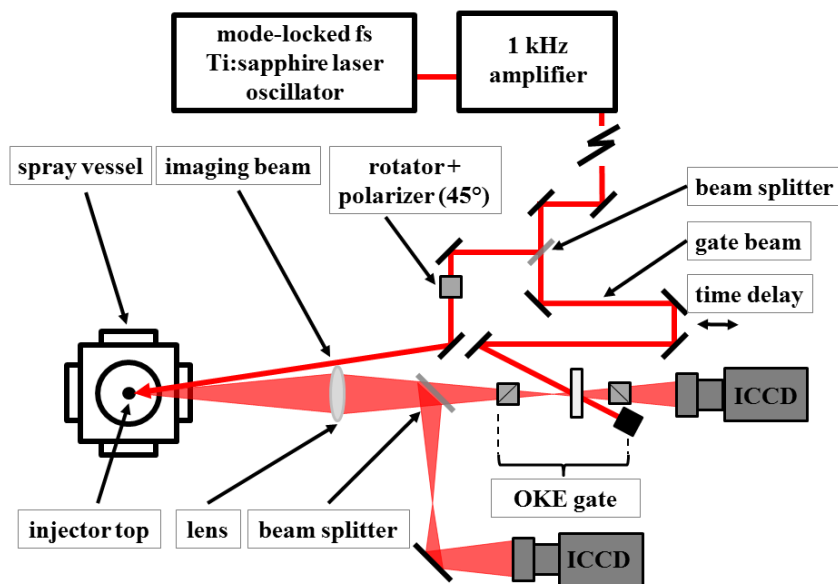 mode-locked fs
Ti:sapphire laser
oscillator
1 kHz
amplifier
spray vessel
imaging beam
rotator +
polarizer (45°)
beam splitter
gate beam
time delay
ICCD
OKE gate
injector top
lens
beam splitter
ICCD